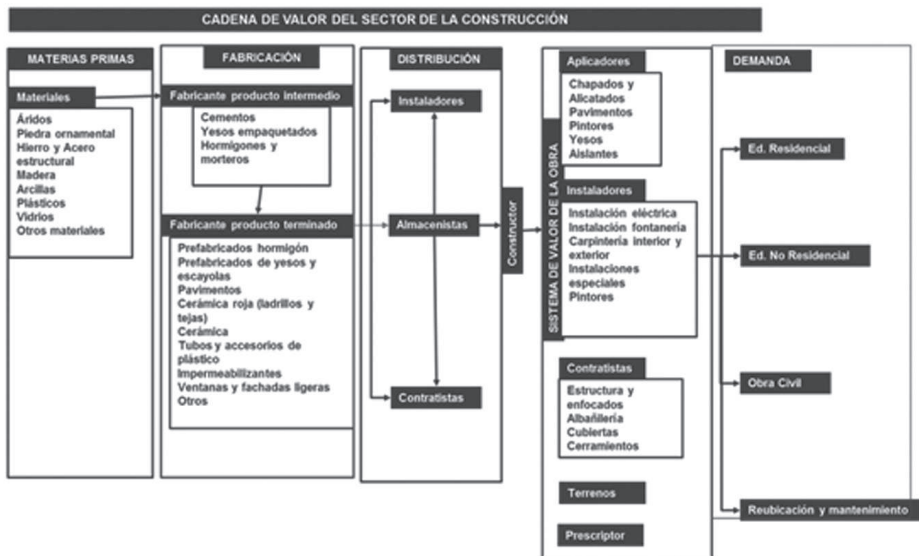 CADENA DE VALOR DEL SECTOR DE LA CONSTRUCCIÓN
MATERIAS PRIMAS
Materiales
Áridos
Piedra ornamental
Hierro y Acero
estructural
Madera
Arcillas
Plásticos
Vidrios
Otros materiales
FABRICACIÓN
Fabricante producto intermedio
Cementos
Yesos empaquetados
Hormigones y
morteros
Fabricante producto terminado
Prefabricados hormigón
Prefabricados de yesos y
escayolas
Pavimentos
Cerámica roja (ladrillos y
tejas)
Cerámica
Tubos y accesorios de
plástico
Impermeabilizantes
Ventanas y fachadas ligeras
Otros
DISTRIBUCIÓN
Instaladores
Almacenistas
Contratistas
Constructor
SISTEMA DE VALOR DE LA OBRA
Aplicadores
Chapados y
Alicatados
Pavimentos
Pintores
Yesos
Aislantes
Instaladores
Instalación eléctrica
Instalación fontanería
Carpintería interior y
exterior
Instalaciones
especiales
Pintores
Contratistas
Estructura y
enfocados
Albañilería
Cubiertas
Cerramientos
Terrenos
Prescriptor
DEMANDA
Ed. Residencial
Ed. No Residencial
Obra Civil
Reubicación y mantenimiento